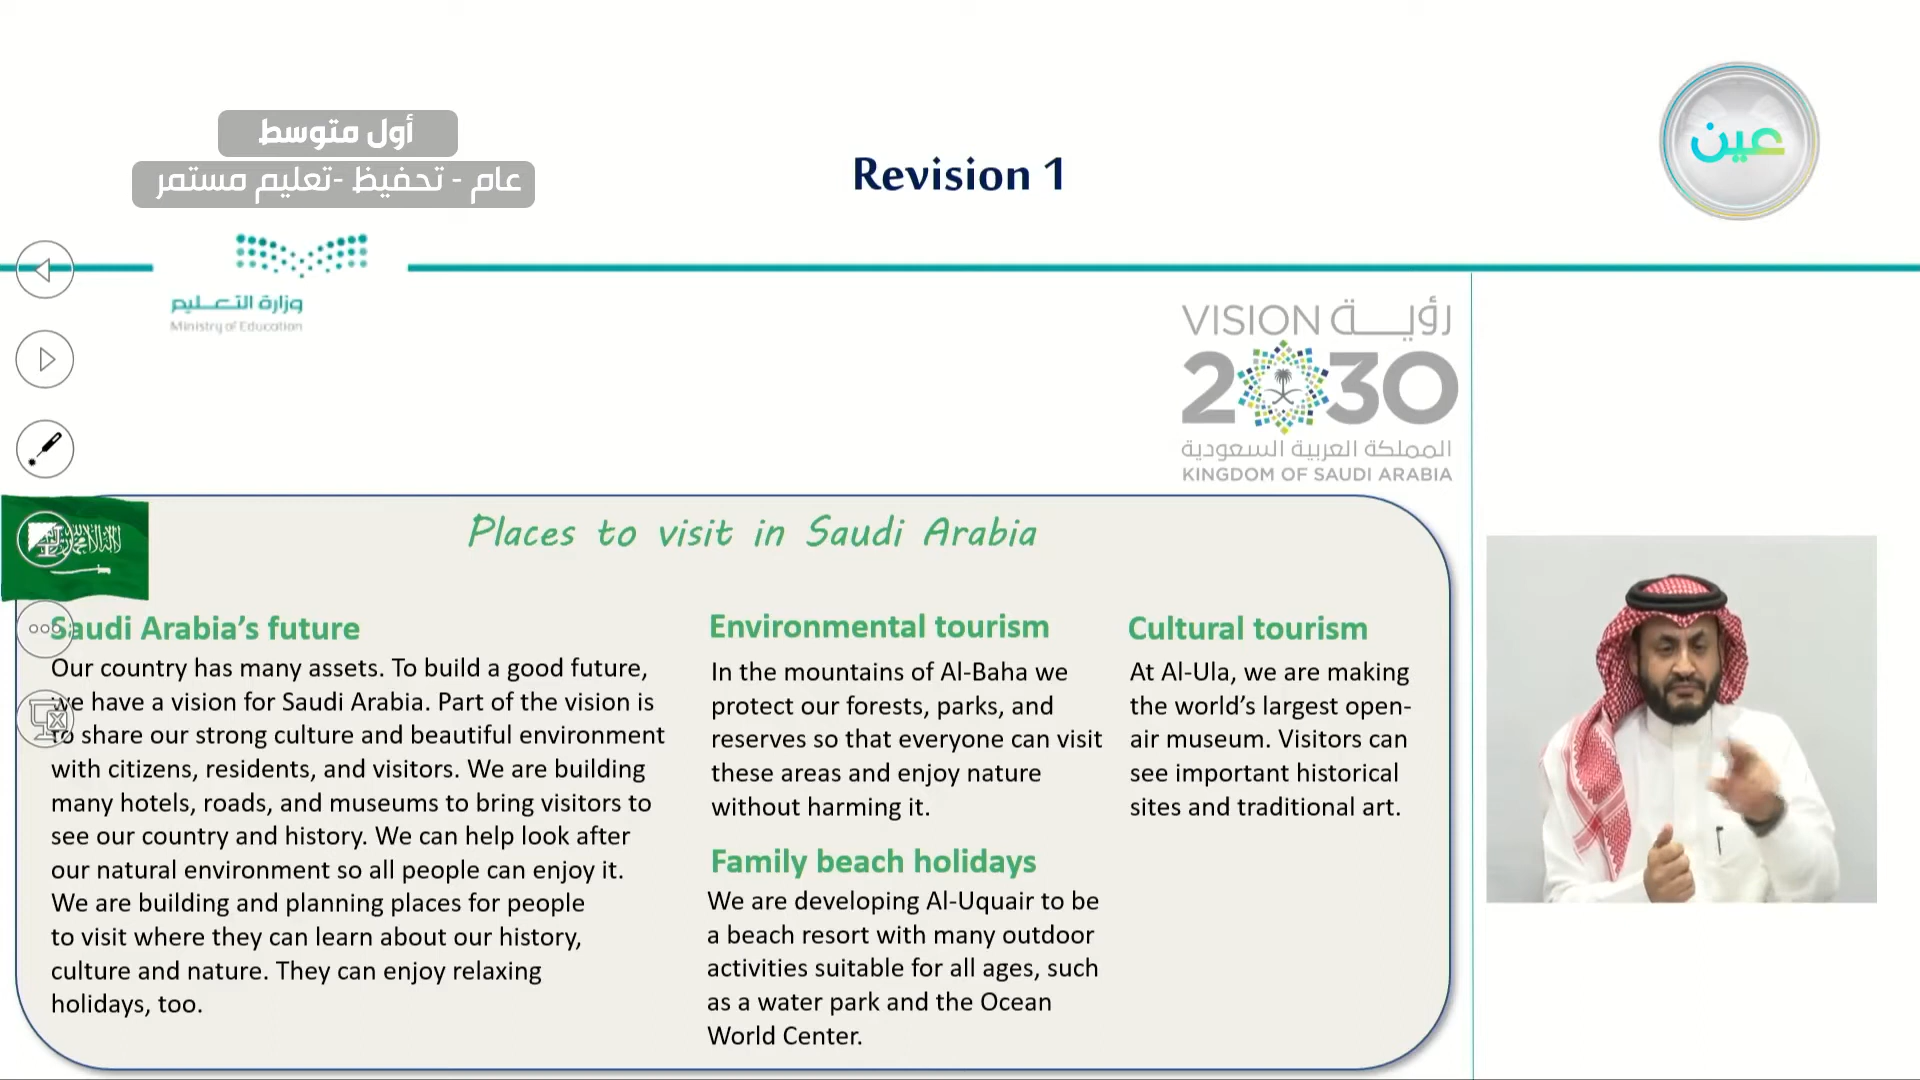 أول متوسط
عام - تحفيظ -تعليم مستمر
Revision 1
عين
وزارة التعليم
Ministry of Education
VISION رؤية
2030
المملكة العربية السعودية
KINGDOM OF SAUDI ARABIA
Places to visit in Saudi Arabia
Saudi Arabia's future
Our country has many assets. To build a good future,
we have a vision for Saudi Arabia. Part of the vision is
to share our strong culture and beautiful environment
with citizens, residents, and visitors. We are building
many hotels, roads, and museums to bring visitors to
see our country and history. We can help look after
our natural environment so all people can enjoy it.
We are building and planning places for people
to visit where they can learn about our history,
culture and nature. They can enjoy relaxing
holidays, too.
Environmental tourism
In the mountains of Al-Baha we
protect our forests, parks, and
reserves so that everyone can visit
these areas and enjoy nature
without harming it.
Family beach holidays
We are developing Al-Uquair to be
a beach resort with many outdoor
activities suitable for all ages, such
as a water park and the Ocean
World Center.
Cultural tourism
At Al-Ula, we are making
the world's largest open-
air museum. Visitors can
see important historical
sites and traditional art.